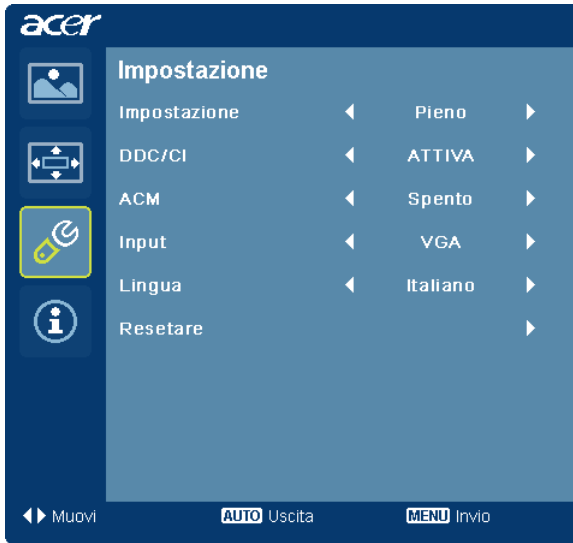 acer
Impostazione
Impostazione Pieno
DDC/CI ATTIVA
ACM Spento
Input VGA
Lingua Italiano
Resetare
Muovi AUTO Uscita MENU Invio